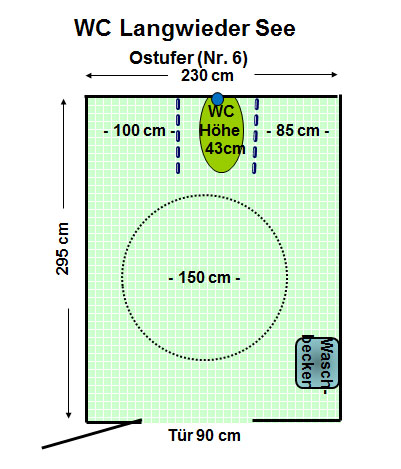 WC Langwieder See
Ostufer (Nr. 6)
230 cm
- 100 cm -
WC
Höhe
43cm
- 85 cm -
295 cm
- 150 cm -
Wasch-
becken
Tür 90 cm